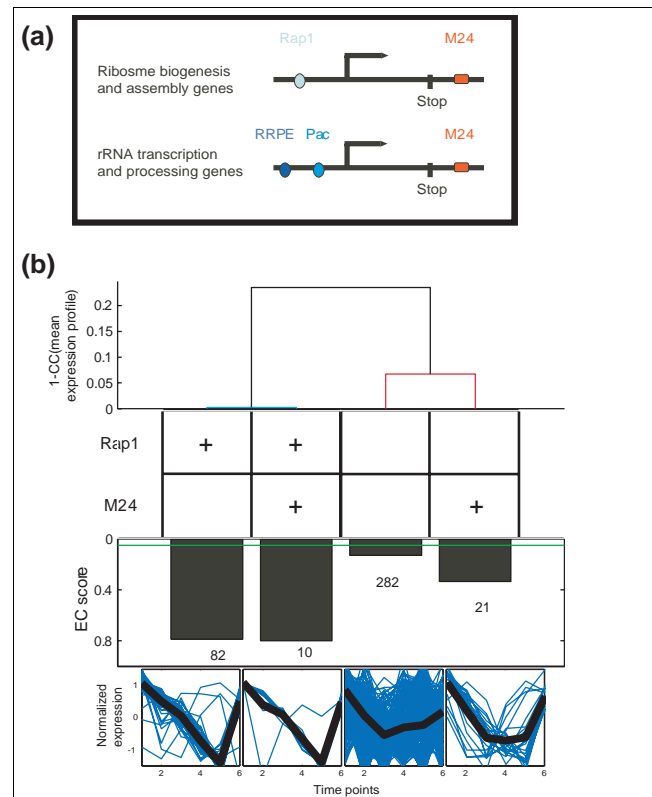 (a)
Rap1 M24
Ribosme biogenesis
and assembly genes
Stop
RRPE Pac M24
rRNA transcription
and processing genes
Stop
(b)
1-CC(mean
expression profile)
0.2
0.15
0.1
0.05
0
Rap1 + +
M24 + +
EC score
0
0.4
0.8
82 10 282 21
Normalized
expression
1
0
-1
2 4 6 2 4 6 2 4 6 2 4 6
Time points